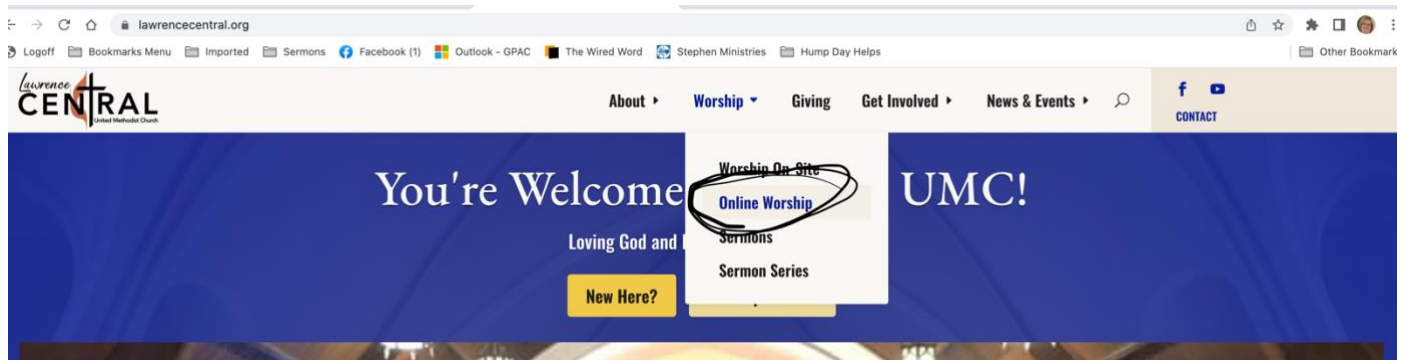 lawrencecentral.org
Logoff Bookmarks Menu Imported Sermons Facebook (1) Outlook - GPAC The Wired Word Stephen Ministries Hump Day Helps Other Bookmark
Lawrence
CENTRAL
United Methodist Church
About Worship Giving Get Involved News & Events
CONTACT
Worship On-Site
Online Worship
Sermons
Sermon Series
You're Welcome UMC!
Loving God and
New Here?